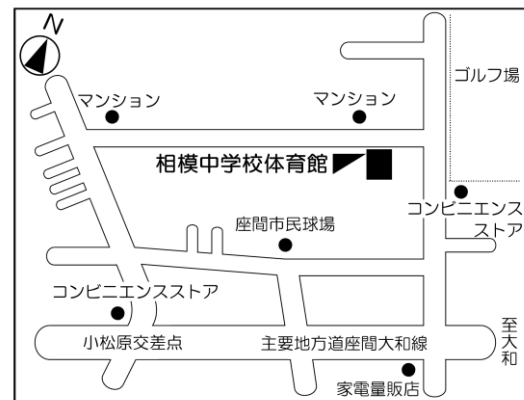 N
ゴルフ場
マンション
マンション
相模中学校体育館
コンビニエンス
ストア
座間市民球場
コンビニエンスストア
小松原交差点
主要地方道座間大和線
至大和
家電量販店